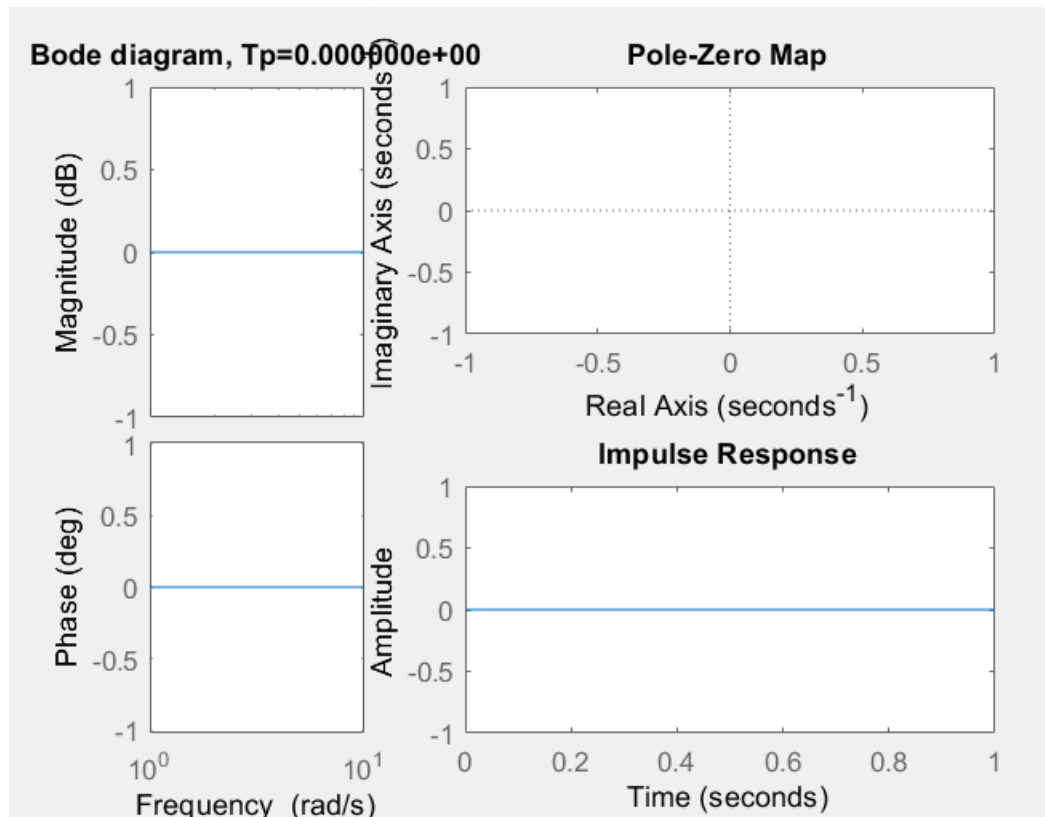 Bode diagram, Tp=0.000000e+00
Magnitude (dB)
1
0.5
0
-0.5
-1
Phase (deg)
1
0.5
0
-0.5
-1
10⁰ 10¹
Frequency (rad/s)
Pole-Zero Map
Imaginary Axis (seconds⁻¹)
1
0.5
0
-0.5
-1
-1 -0.5 0 0.5 1
Real Axis (seconds⁻¹)
Impulse Response
Amplitude
1
0.5
0
-0.5
-1
0 0.2 0.4 0.6 0.8 1
Time (seconds)